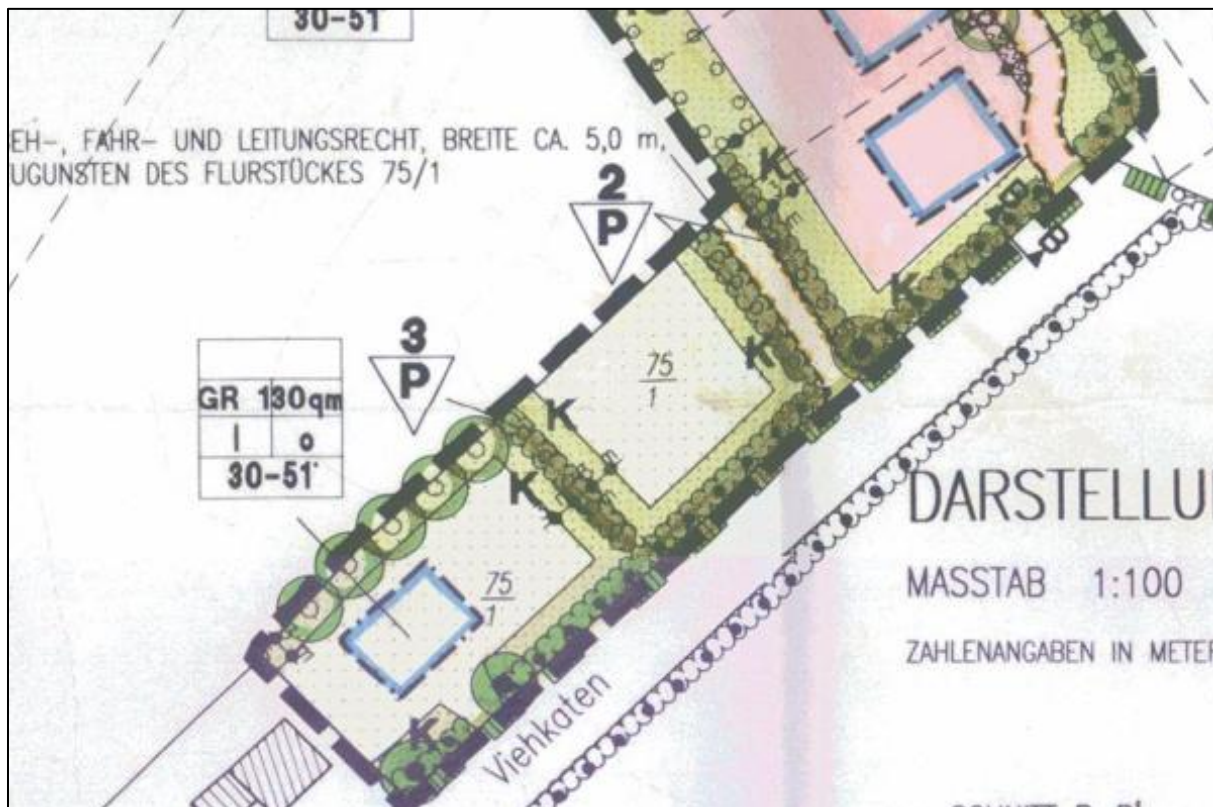 30-51°
EH-, FAHR- UND LEITUNGSRECHT, BREITE CA. 5,0 m,
UGUNSTEN DES FLURSTÜCKES 75/1
2
P
K
K
B
3
P
75
1
K
GR 130qm
I o
30-51°
K
K
75
1
K
Viehkaten
DARSTELLU
MASSTAB 1:100
ZAHLENANGABEN IN METER